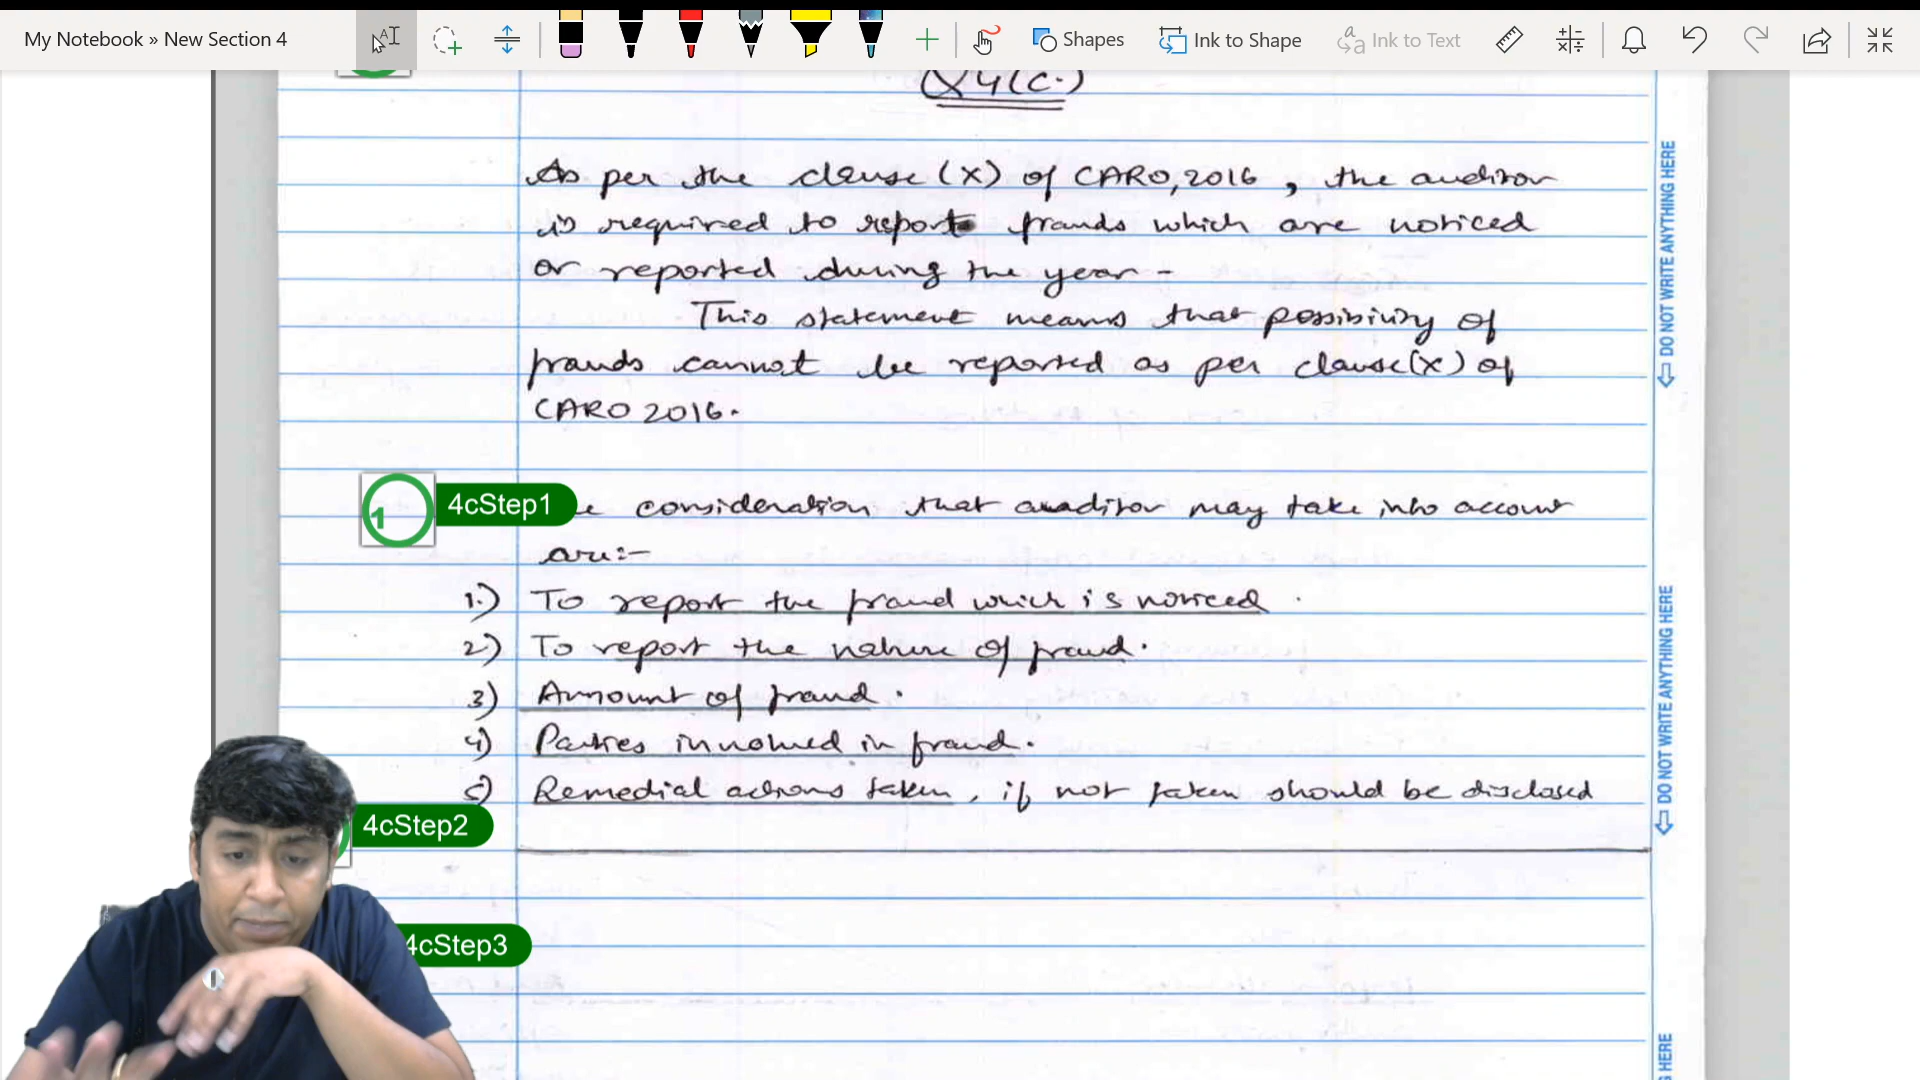 My Notebook » New Section 4
Shapes
Ink to Shape
Ink to Text
Q4(c.)
As per the clause (x) of CARO, 2016, the auditor
is required to report frauds which are noticed
or reported during the year -
This statement means that possibility of
frauds cannot be reported as per clause(x) of
CARO 2016.
1
4cStep1
consideration that auditor may take into account
are:-
1.) To report the fraud which is noticed.
2.) To report the nature of fraud.
3) Amount of fraud.
4) Parties involved in fraud.
5) Remedial actions taken, if not taken should be disclosed
4cStep2
4cStep3
DO NOT WRITE ANYTHING HERE
DO NOT WRITE ANYTHING HERE
HERE